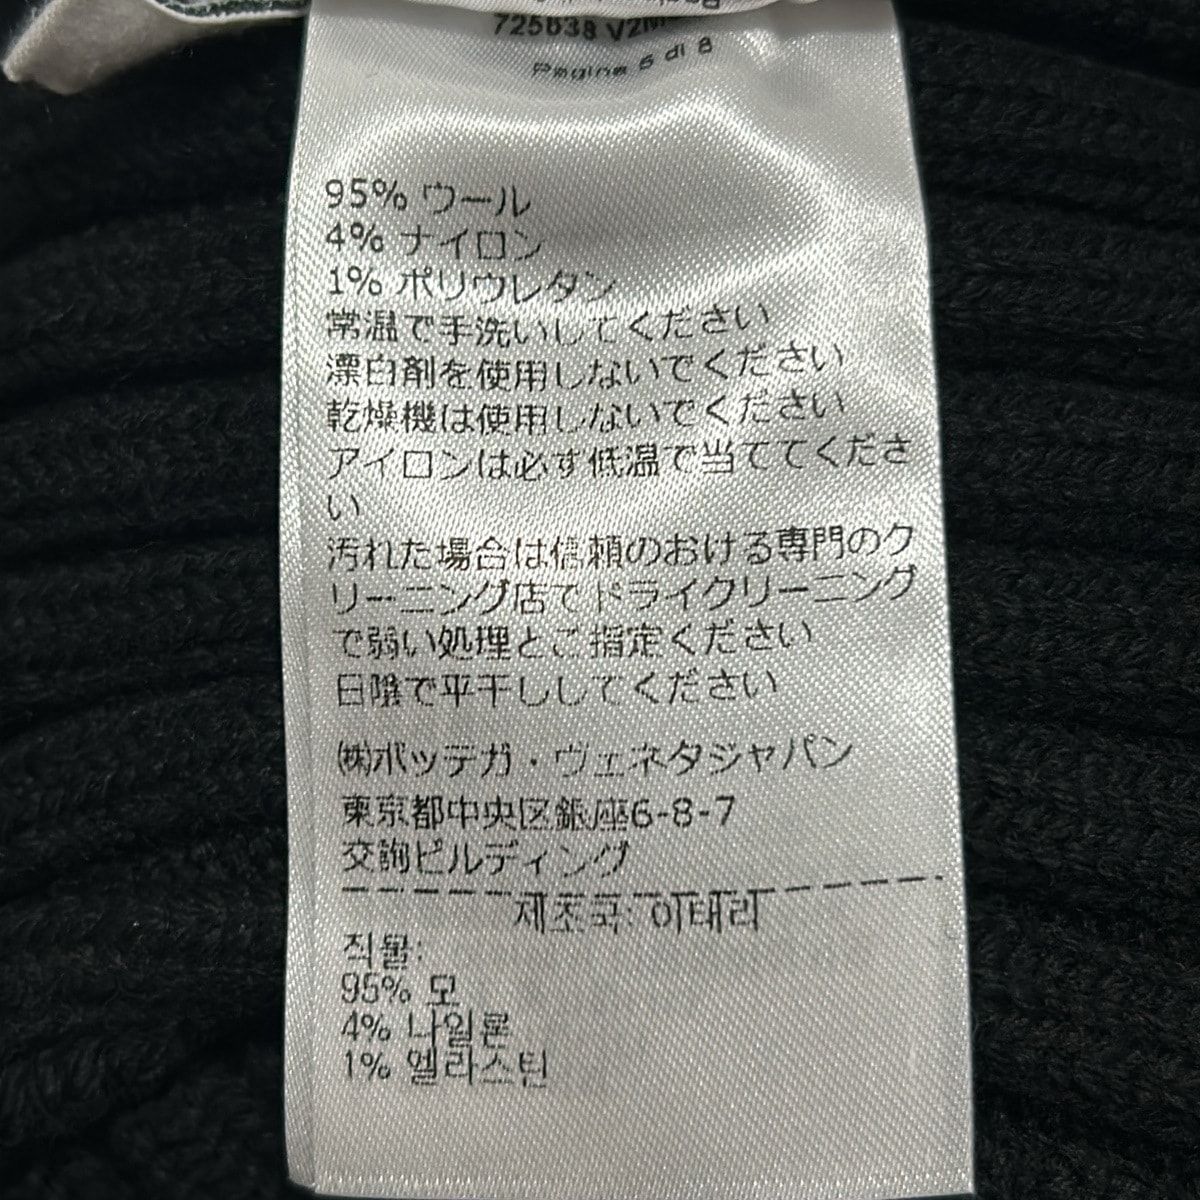 725638
Pagina 6 di 8
95% ウール
4% ナイロン
1% ポリウレタン
常温で手洗いしてください
漂白剤を使用しないでください
乾燥機は使用しないでください
アイロンは必ず低温で当ててくださ
い
汚れた場合は信頼のおける専門のク
リーニング店でドライクリーニング
で弱い処理とご指定ください
日陰で平干ししてください
㈱ボッテガ・ヴェネタジャパン
東京都中央区銀座6-8-7
交詢ビルディング
제조국: 이태리
직물:
95% 모
4% 나일론
1% 엘라스틴